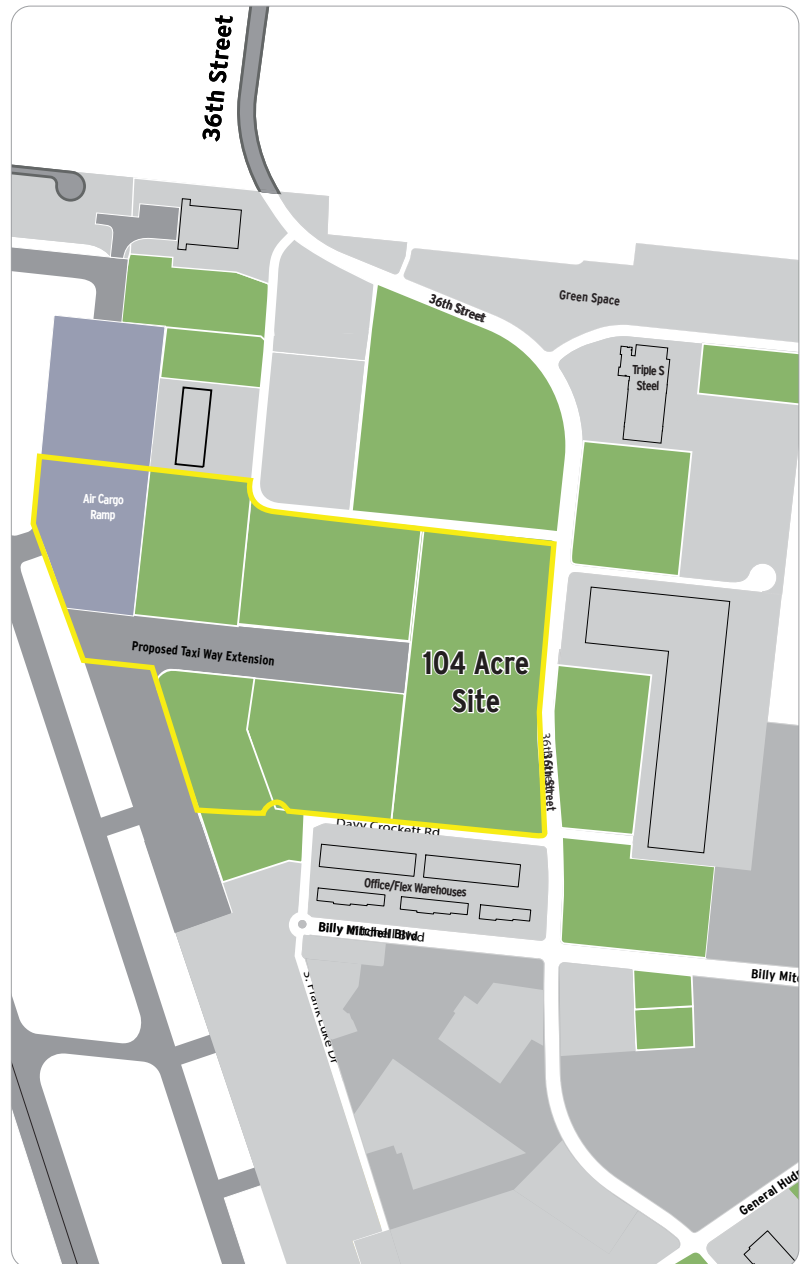 36th Street
36th Street
Green Space
Triple S
Steel
Air Cargo
Ramp
Proposed Taxi Way Extension
104 Acre
Site
36th Street
Davy Crockett Rd
Office/Flex Warehouses
Billy Mitchell Blvd
Billy Mit
S. Frank Luke Dr
General Hud